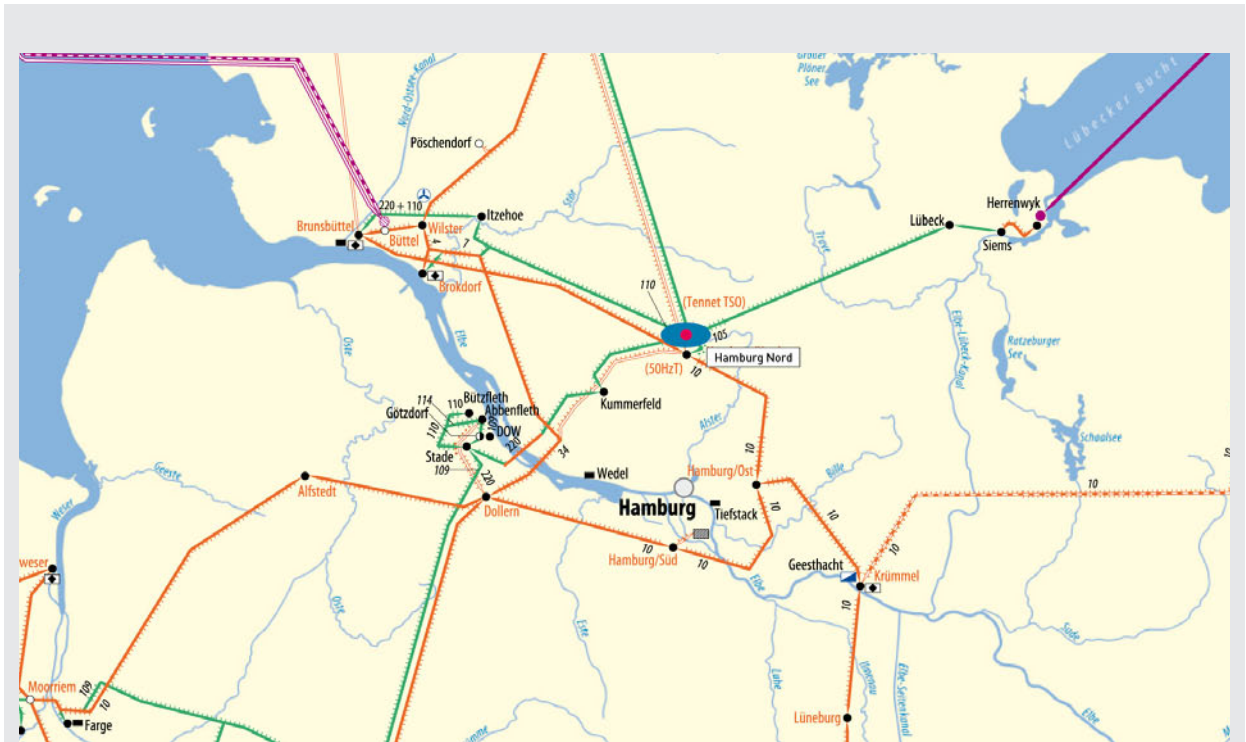 Großer
Plöner
See
Nord-Ostsee-Kanal
Lübecker Bucht
Pöschendorf
Stör
220 + 110
Itzehoe
Herrenwyk
Brunsbüttel
Büttel
Wilster
4
7
Lübeck
Siems
Trave
Brokdorf
110
(Tennet TSO)
105
Hamburg Nord
(50HzT)
10
Elbe
Oste
Elbe-Lübeck-Kanal
Ratzeburger
See
114
110
Bützfleth
Abbenfleth
Götzdorf
DOW
110
109
Stade
109
220
220
34
Kummerfeld
Alster
Schaalsee
Geeste
Weser
Alfstedt
Dollern
Wedel
Hamburg
Hamburg/Ost
10
Bille
10
10
10
10
Tiefstack
Hamburg/Süd
10
10
Elbe
Geesthacht
Krümmel
10
weser
Oste
Este
Sude
Luhe
Ilmenau
Elbe-Seitenkanal
Lüneburg
Elbe
Moorriem
109
10
Farge